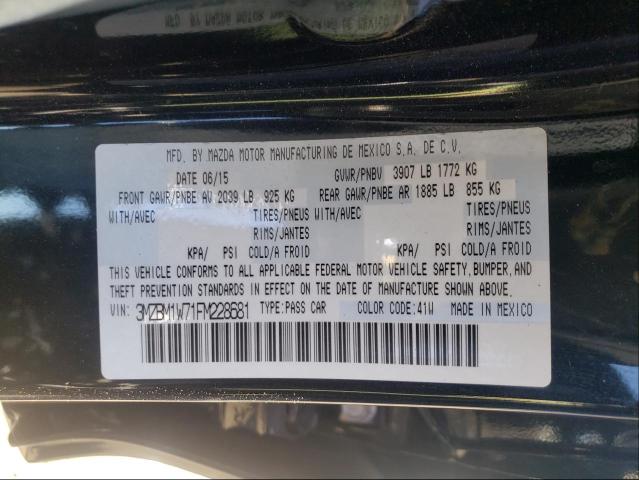 MFD. BY MAZDA MOTOR MANUFACTURING DE MEXICO S.A. DE C.V.
DATE 06/15 GVWR/PNBV 3907 LB 1772 KG
FRONT GAWR/PNBE AV 2039 LB 925 KG REAR GAWR/PNBE AR 1885 LB 855 KG
WITH/AVEC TIRES/PNEUS WITH/AVEC TIRES/PNEUS
RIMS/JANTES RIMS/JANTES
KPA/ PSI COLD/A FROID KPA/ PSI COLD/A FROID
THIS VEHICLE CONFORMS TO ALL APPLICABLE FEDERAL MOTOR VEHICLE SAFETY, BUMPER, AND
THEFT PREVENTION STANDARDS IN EFFECT ON THE DATE OF MANUFACTURE SHOWN ABOVE.
VIN: 3MZBM1W71FM228681 TYPE:PASS CAR COLOR CODE:41W MADE IN MEXICO